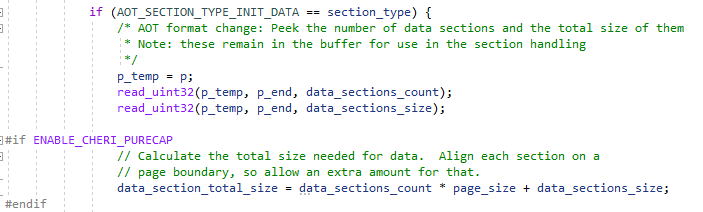 if (AOT_SECTION_TYPE_INIT_DATA == section_type) {
/* AOT format change: Peek the number of data sections and the total size of them
* Note: these remain in the buffer for use in the section handling
*/
p_temp = p;
read_uint32(p_temp, p_end, data_sections_count);
read_uint32(p_temp, p_end, data_sections_size);
#if ENABLE_CHERI_PURECAP
// Calculate the total size needed for data.  Align each section on a
// page boundary, so allow an extra amount for that.
data_section_total_size = data_sections_count * page_size + data_sections_size;
#endif